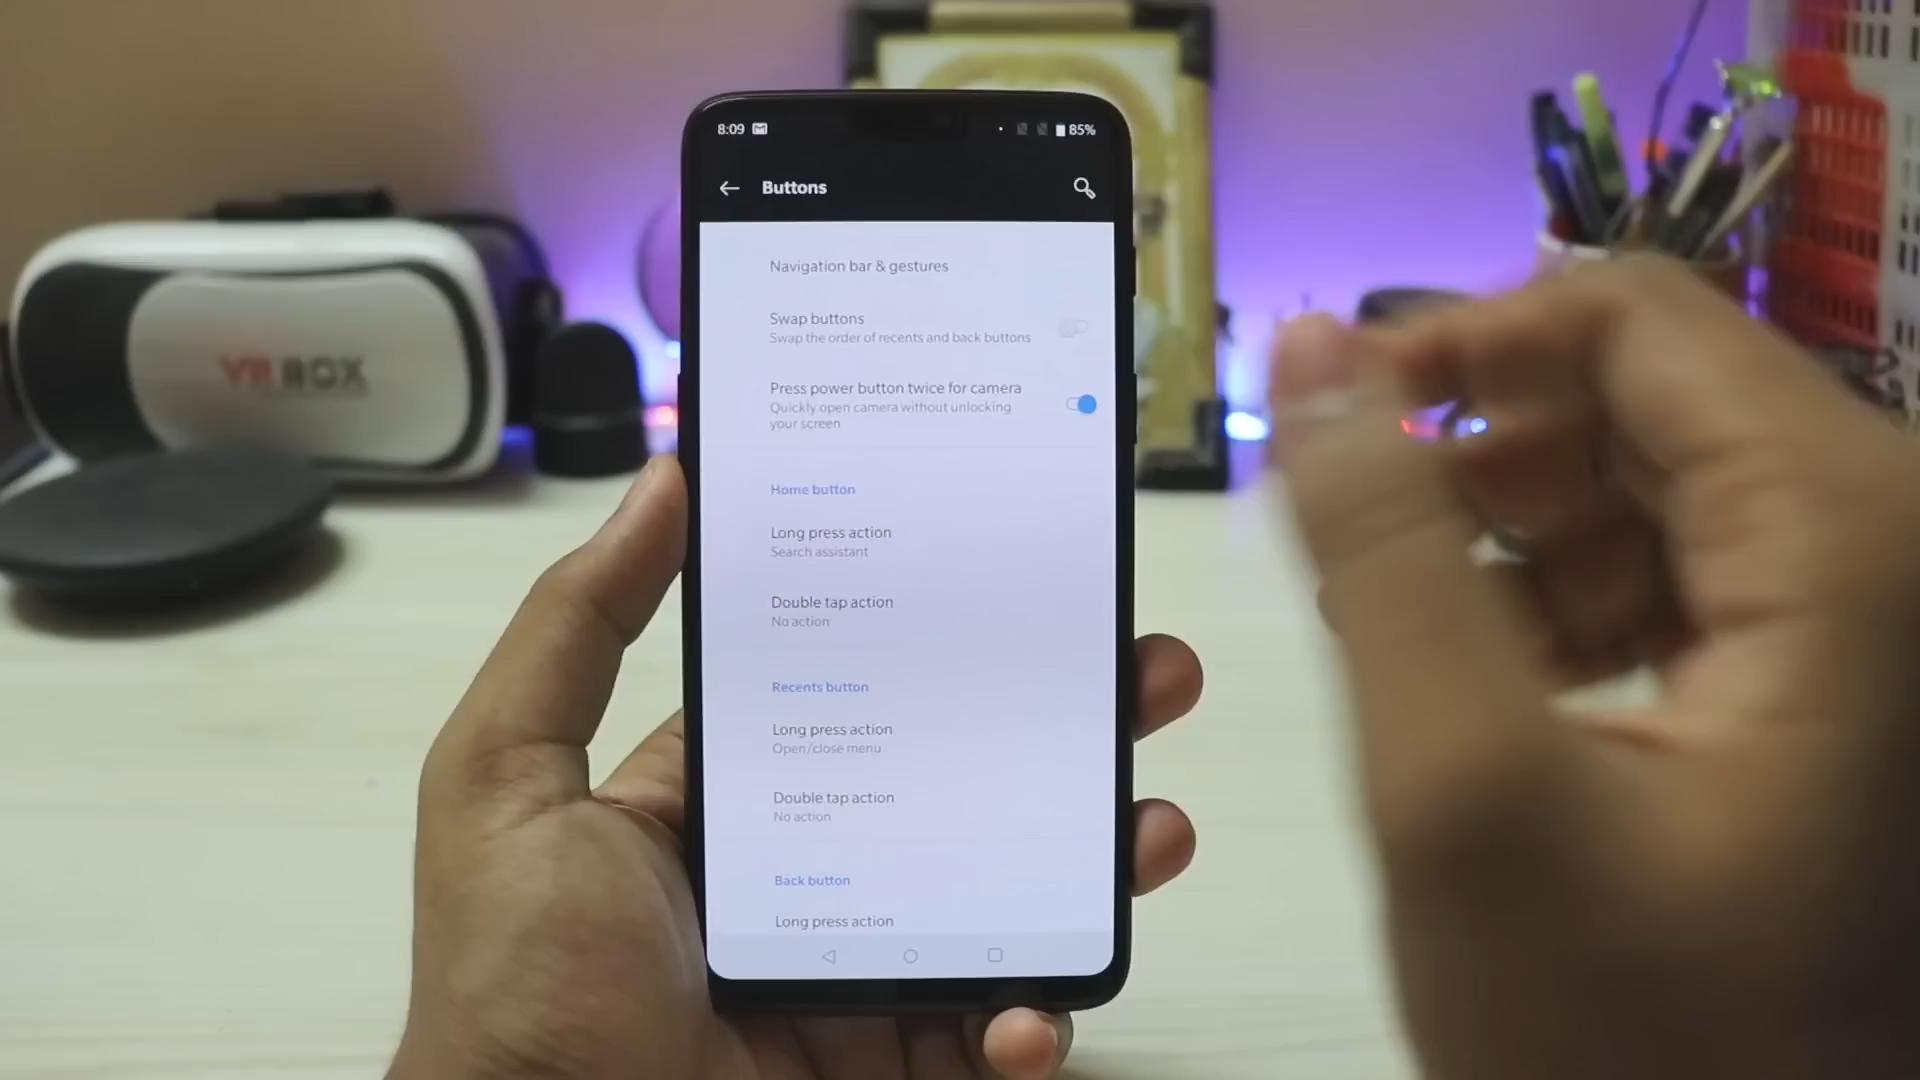 8:09
85%
Buttons
Navigation bar & gestures
Swap buttons
Swap the order of recents and back buttons
Press power button twice for camera
Quickly open camera without unlocking
your screen
Home button
Long press action
Search assistant
Double tap action
No action
Recents button
Long press action
Open/close menu
Double tap action
No action
Back button
Long press action
VR BOX